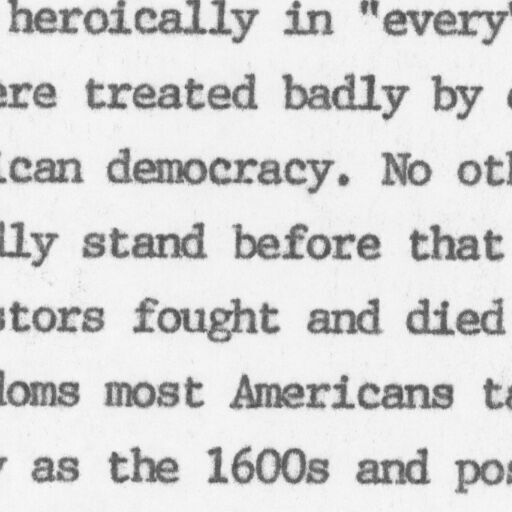 heroically in "every"
ere treated badly by
ican democracy. No oth
lly stand before that
stors fought and died
doms most Americans ta
y as the 1600s and pos